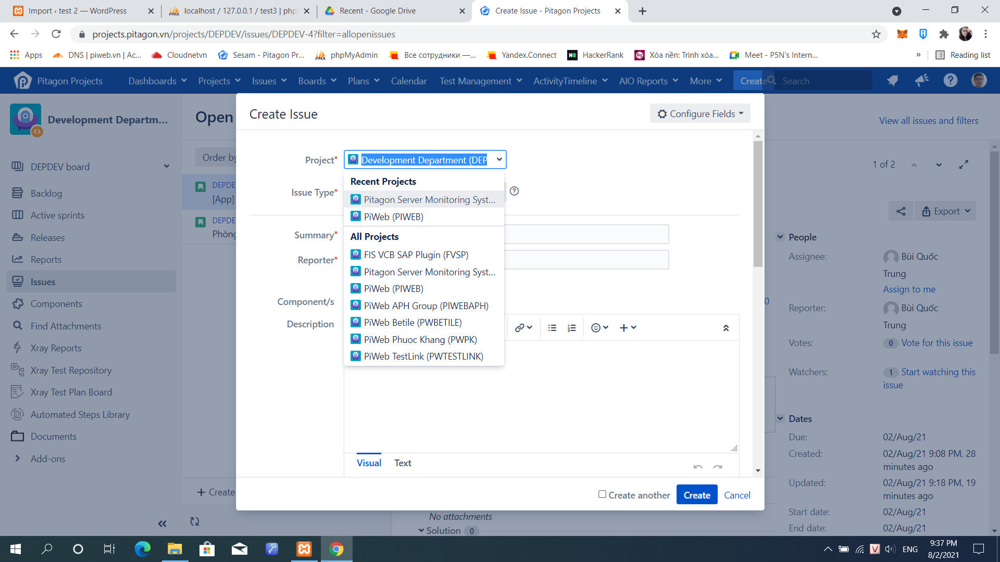 Import ‹ test 2 — WordPress
localhost / 127.0.0.1 / test3 | php
Recent - Google Drive
Create Issue - Pitagon Projects
projects.pitagon.vn/projects/DEPDEV/issues/DEPDEV-4?filter=allopenissues
Apps
DNS | piweb.vn | Ac...
Cloudnetvn
Sesam - Pitagon Pr...
phpMyAdmin
Все сотрудники —...
Yandex.Connect
HackerRank
Xóa nền: Trình xóa...
Meet - P5N's Intern...
»
Reading list
Pitagon Projects
Dashboards
Projects
Issues
Boards
Plans
Calendar
Test Management
ActivityTimeline
AIO Reports
More
Create
Search
Development Departm...
DEPDEV board
Backlog
Active sprints
Releases
Reports
Issues
Components
Find Attachments
Xray Reports
Xray Test Repository
Xray Test Plan Board
Automated Steps Library
Documents
Add-ons
Open
View all issues and filters
Order by
DEPDE
[App]
DEPDE
Phòng
+ Create
Create Issue
Configure Fields
Project*
Development Department (DEP
Recent Projects
Pitagon Server Monitoring Syst...
PiWeb (PIWEB)
All Projects
FIS VCB SAP Plugin (FVSP)
Pitagon Server Monitoring Syst...
PiWeb (PIWEB)
PiWeb APH Group (PIWEBAPH)
PiWeb Betile (PWBETILE)
PiWeb Phuoc Khang (PWPK)
PiWeb TestLink (PWTESTLINK)
Issue Type*
Summary*
Reporter*
Component/s
Description
Visual
Text
Create another
Create
Cancel
1 of 2
Export
People
Assignee:
Bùi Quốc
Trung
Assign to me
0
Reporter:
Bùi Quốc
Trung
Votes:
0 Vote for this issue
Watchers:
1 Start watching this
issue
Dates
Due:
02/Aug/21
Created:
02/Aug/21 9:08 PM, 28
minutes ago
Updated:
02/Aug/21 9:18 PM, 19
minutes ago
Start date:
02/Aug/21
End date:
02/Aug/21
No attachments
Solution 0
ENG
9:37 PM
8/2/2021